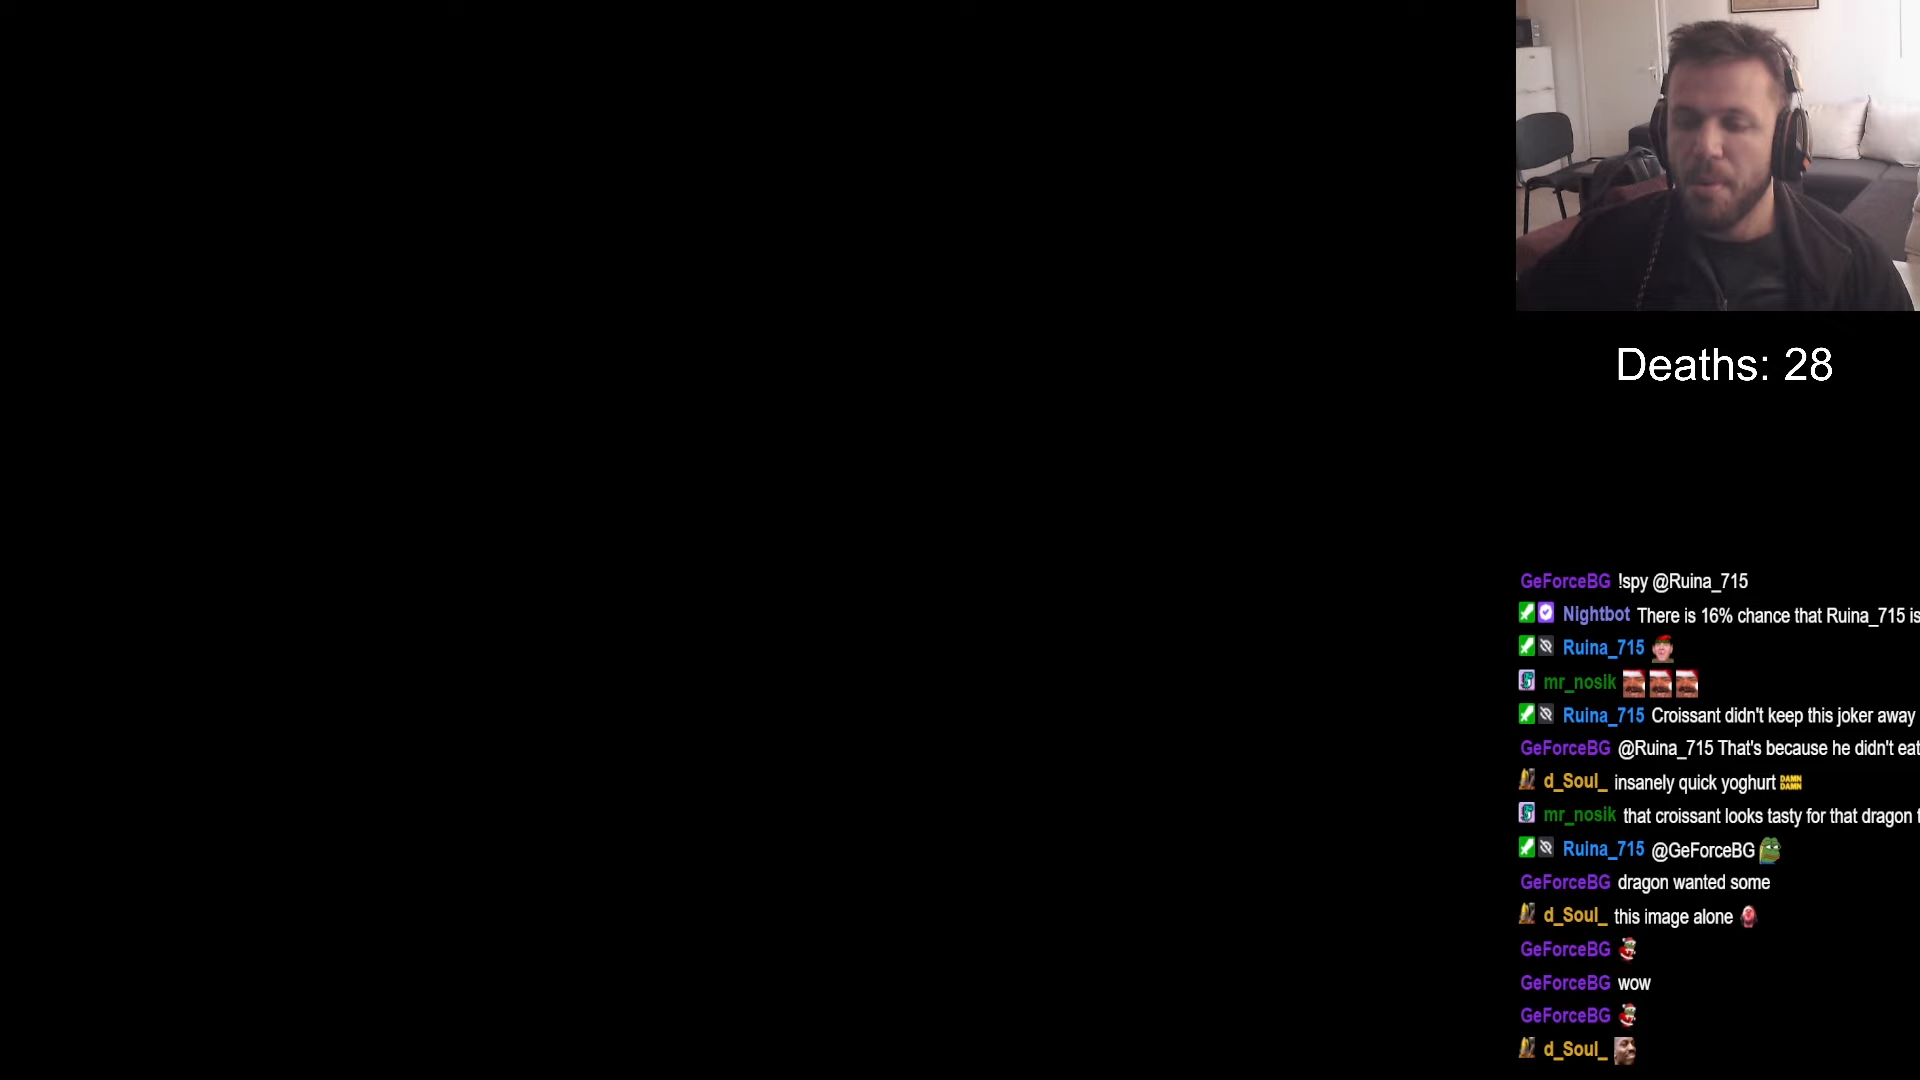 Deaths: 28
GeForceBG !spy @Ruina_715
Nightbot There is 16% chance that Ruina_715 is
Ruina_715
mr_nosik
Ruina_715 Croissant didn't keep this joker away
GeForceBG @Ruina_715 That's because he didn't eat
d_Soul_ insanely quick yoghurt DAMN DAMN
mr_nosik that croissant looks tasty for that dragon t
Ruina_715 @GeForceBG
GeForceBG dragon wanted some
d_Soul_ this image alone
GeForceBG
GeForceBG wow
GeForceBG
d_Soul_